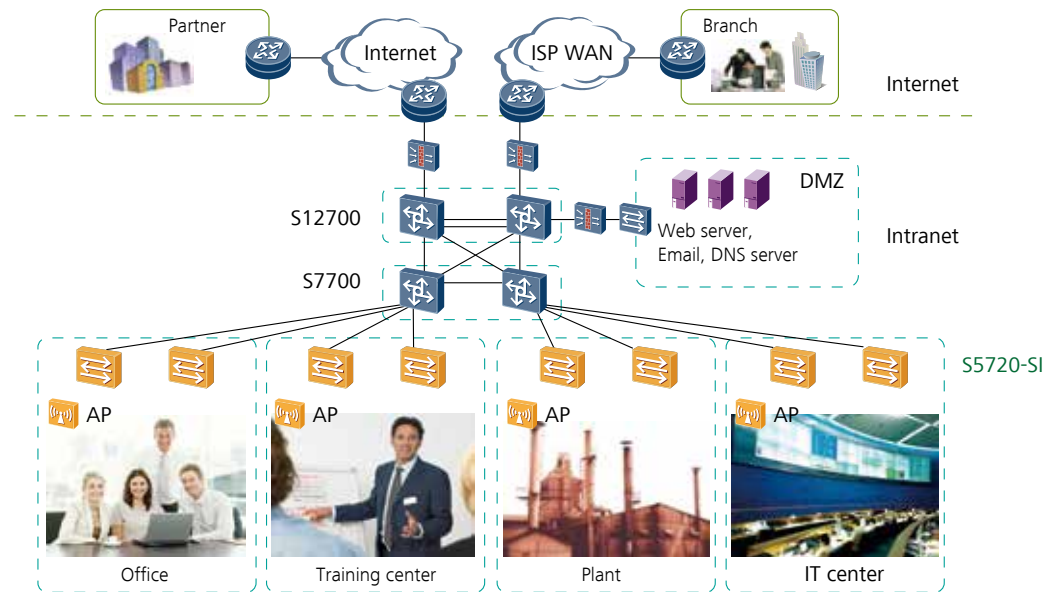 Partner
Internet
ISP WAN
Branch
Internet
DMZ
S12700
Web server,
Email, DNS server
Intranet
S7700
S5720-SI
AP
AP
AP
AP
Office
Training center
Plant
IT center